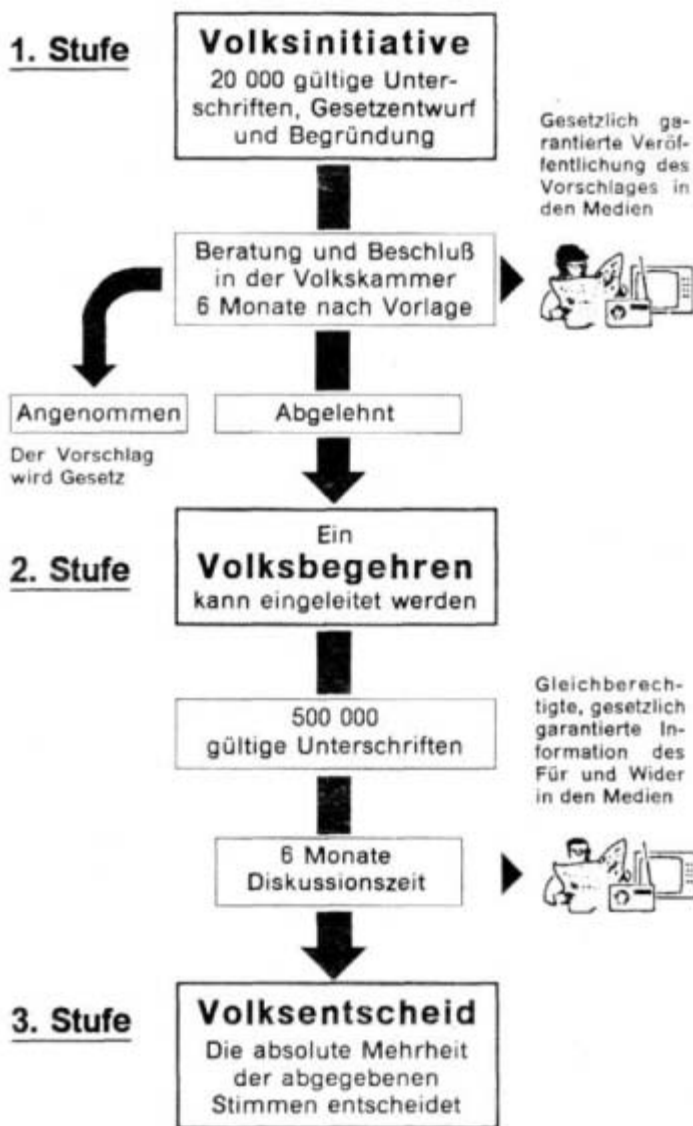 1. Stufe
Volksinitiative
20 000 gültige Unter-
schriften, Gesetzentwurf
und Begründung
Gesetzlich ga-
rantierte Veröf-
fentlichung des
Vorschlages in
den Medien
Beratung und Beschluß
in der Volkskammer
6 Monate nach Vorlage
Angenommen
Abgelehnt
Der Vorschlag
wird Gesetz
2. Stufe
Ein
Volksbegehren
kann eingeleitet werden
500 000
gültige Unterschriften
Gleichberech-
tigte, gesetzlich
garantierte In-
formation des
Für und Wider
in den Medien
6 Monate
Diskussionszeit
3. Stufe
Volksentscheid
Die absolute Mehrheit
der abgegebenen
Stimmen entscheidet